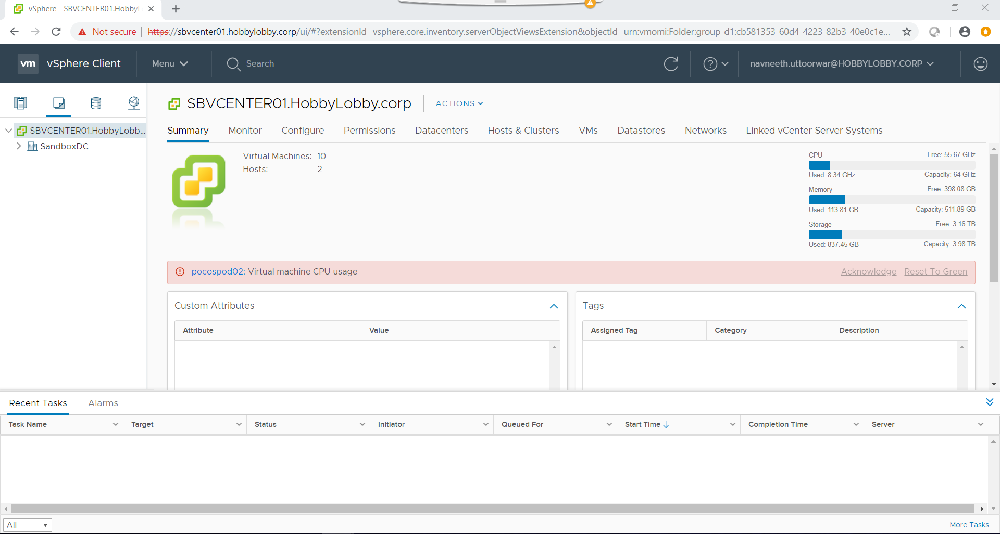 vSphere - SBVCENTER01.HobbyL
Not secure
https://sbvcenter01.hobbylobby.corp/ui/#?extensionId=vsphere.core.inventory.serverObjectViewsExtension&objectId=urn:vmomi:Folder:group-d1:cb581353-60d4-4223-82b3-40e0c1e...
vm vSphere Client
Menu
Search
navneeth.uttoorwar@HOBBYLOBBY.CORP
SBVCENTER01.HobbyLobb...
SandboxDC
SBVCENTER01.HobbyLobby.corp
ACTIONS
Summary Monitor Configure Permissions Datacenters Hosts & Clusters VMs Datastores Networks Linked vCenter Server Systems
Virtual Machines: 10
Hosts: 2
CPU Free: 55.67 GHz
Used: 8.34 GHz Capacity: 64 GHz
Memory Free: 398.08 GB
Used: 113.81 GB Capacity: 511.89 GB
Storage Free: 3.16 TB
Used: 837.45 GB Capacity: 3.98 TB
pocospod02: Virtual machine CPU usage
Acknowledge Reset To Green
Custom Attributes
Attribute Value
Tags
Assigned Tag Category Description
Recent Tasks Alarms
Task Name Target Status Initiator Queued For Start Time Completion Time Server
All
More Tasks